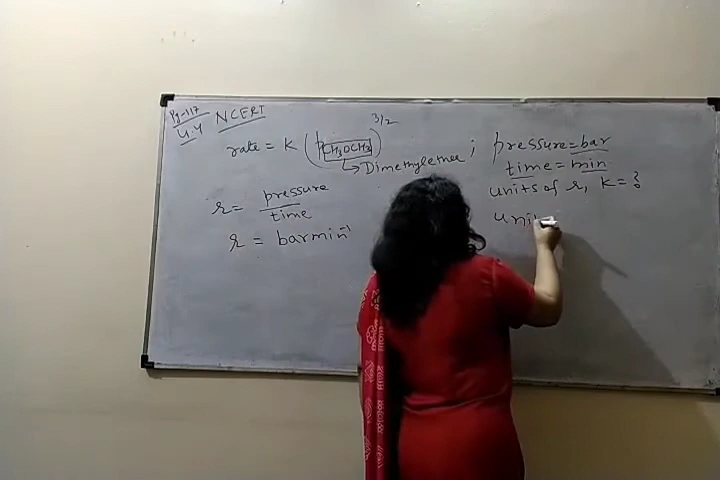 Pg-117 NCERT
4.4
rate = K (p CH3OCH3)^3/2
Dimethylether ; pressure = bar
time = min
units of r, K = ?
r = pressure / time
r = bar min⁻¹
unit